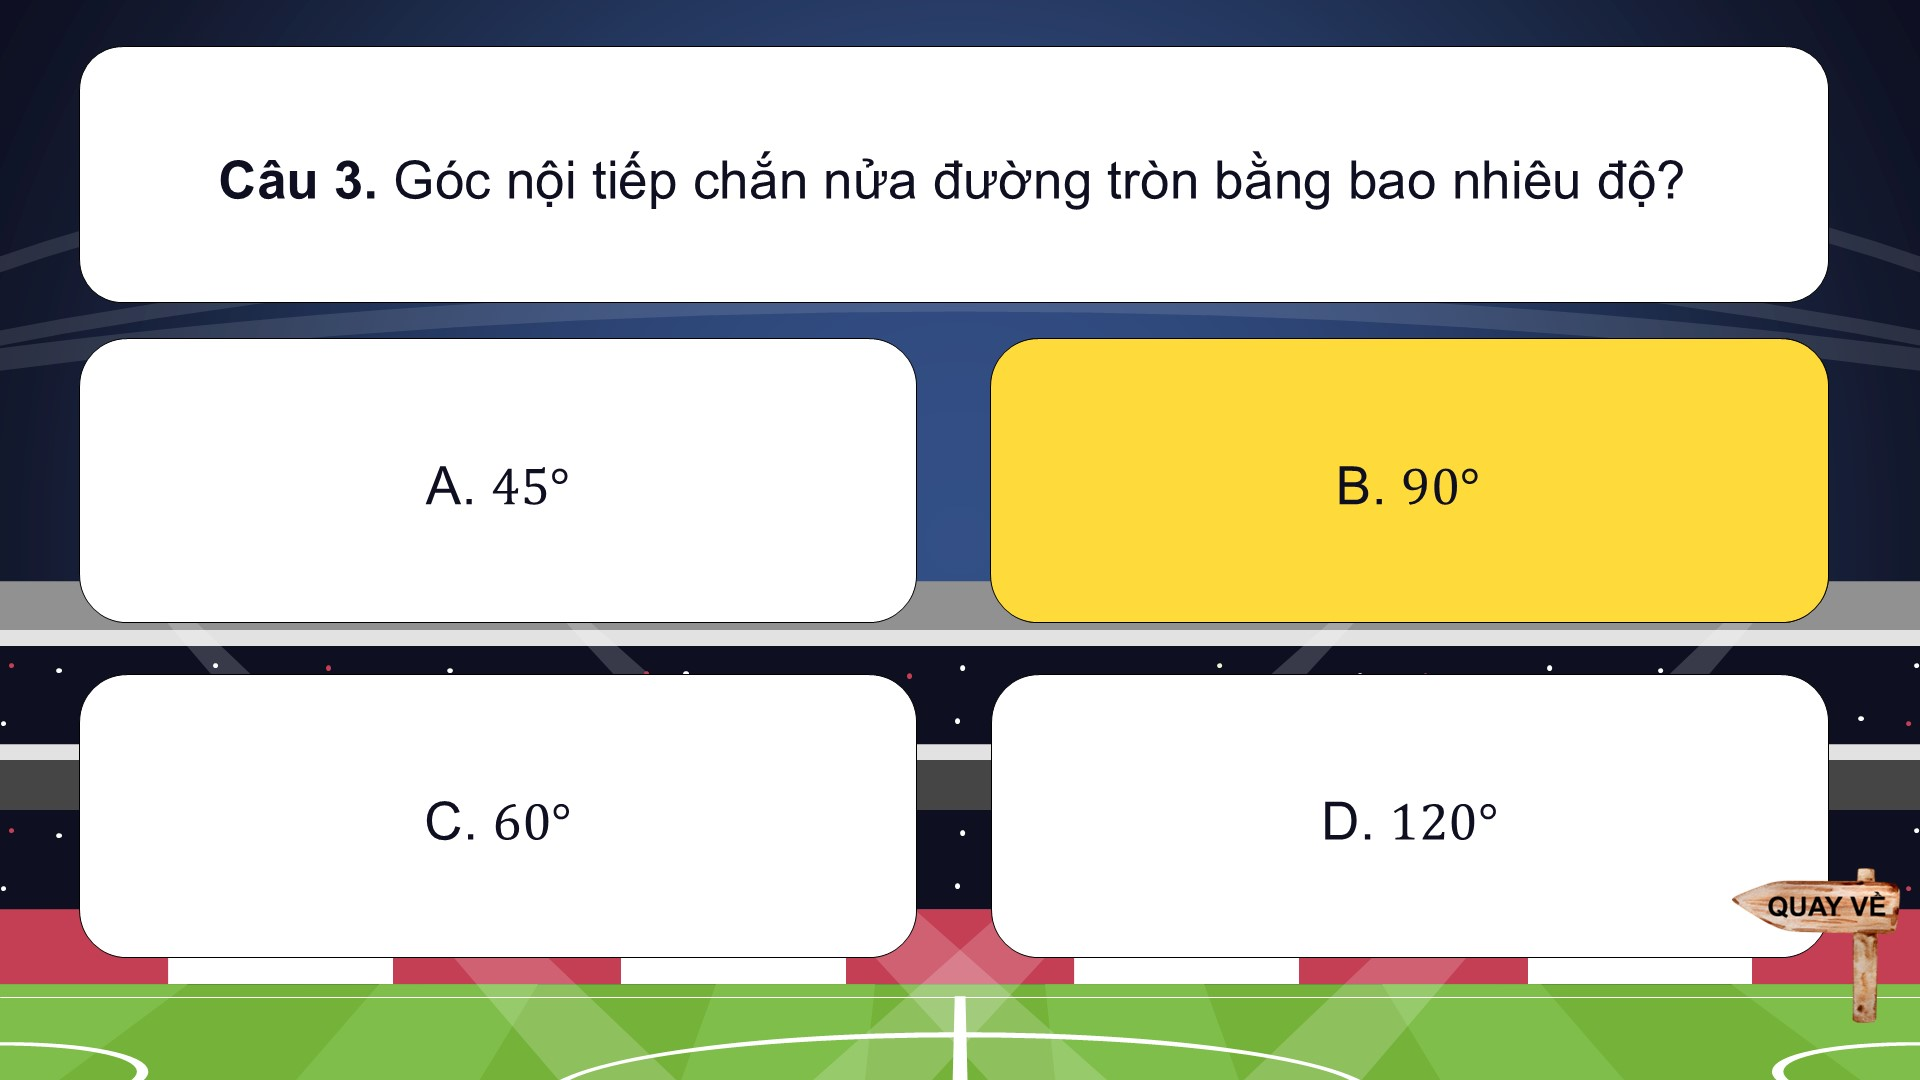 Câu 3. Góc nội tiếp chắn nửa đường tròn bằng bao nhiêu độ?
A. 45°
B. 90°
C. 60°
D. 120°
QUAY VỀ